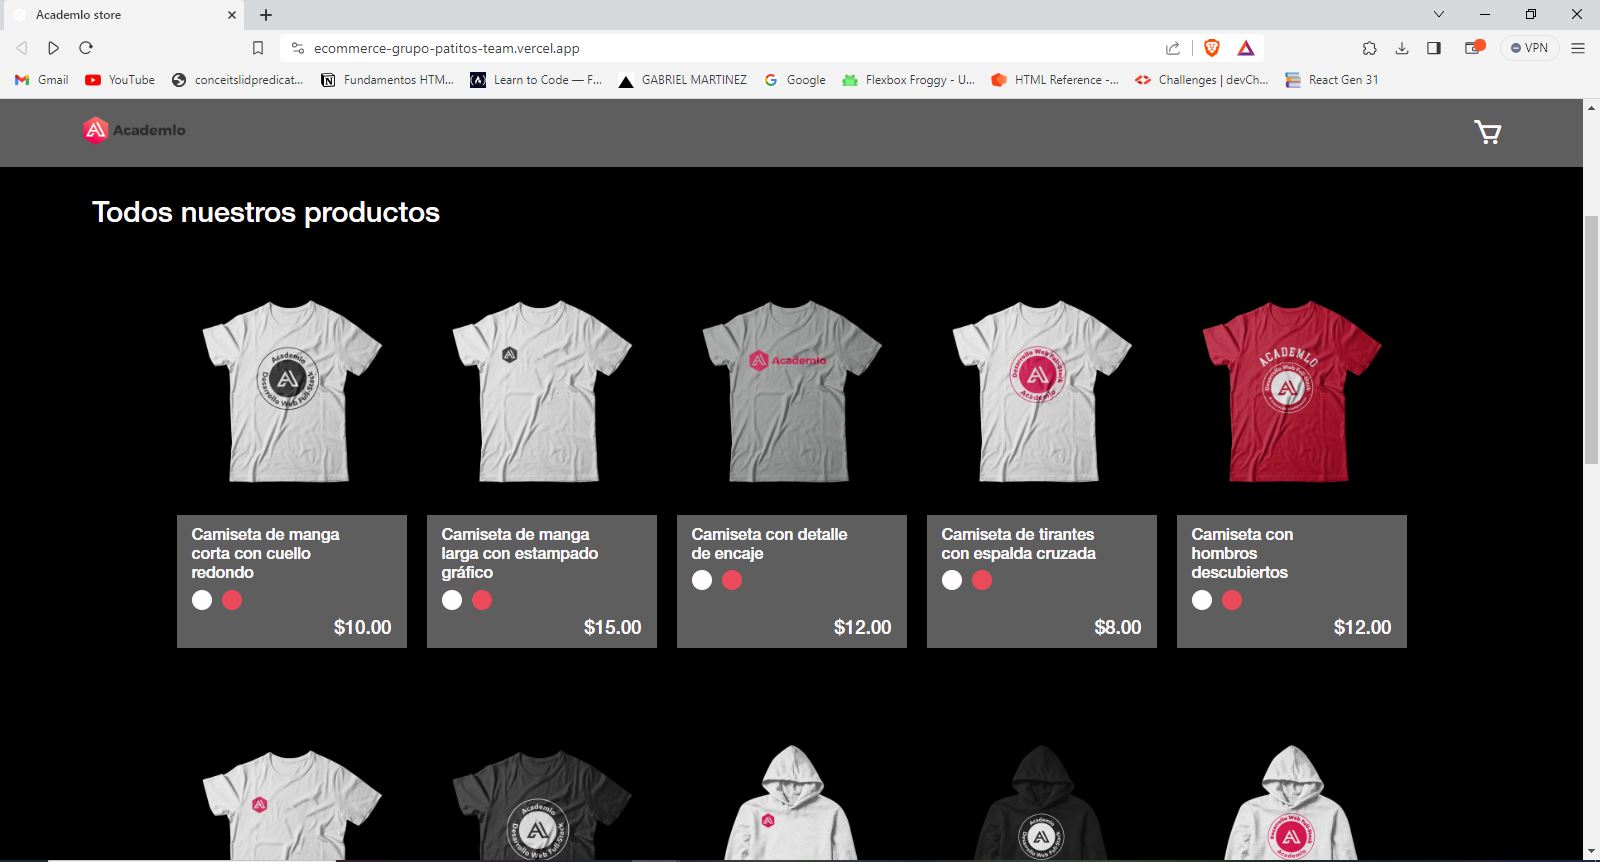 Academlo store
ecommerce-grupo-patitos-team.vercel.app
VPN
Gmail
YouTube
conceitslidpredicat...
Fundamentos HTM...
Learn to Code — F...
GABRIEL MARTINEZ
Google
Flexbox Froggy - U...
HTML Reference -...
Challenges | devCh...
React Gen 31
Academlo
Todos nuestros productos
Academlo
Desarrollo Web Full-Stack
Academlo
Desarrollo Web Full-Stack
Academlo
ACADEMLO
Desarrollo Web Full-Stack
Camiseta de manga
corta con cuello
redondo
$10.00
Camiseta de manga
larga con estampado
gráfico
$15.00
Camiseta con detalle
de encaje
$12.00
Camiseta de tirantes
con espalda cruzada
$8.00
Camiseta con
hombros
descubiertos
$12.00
Academlo
Desarrollo Web Full-Stack
Academlo
Desarrollo Web Full-Stack
Desarrollo Web Full-Stack
Academlo